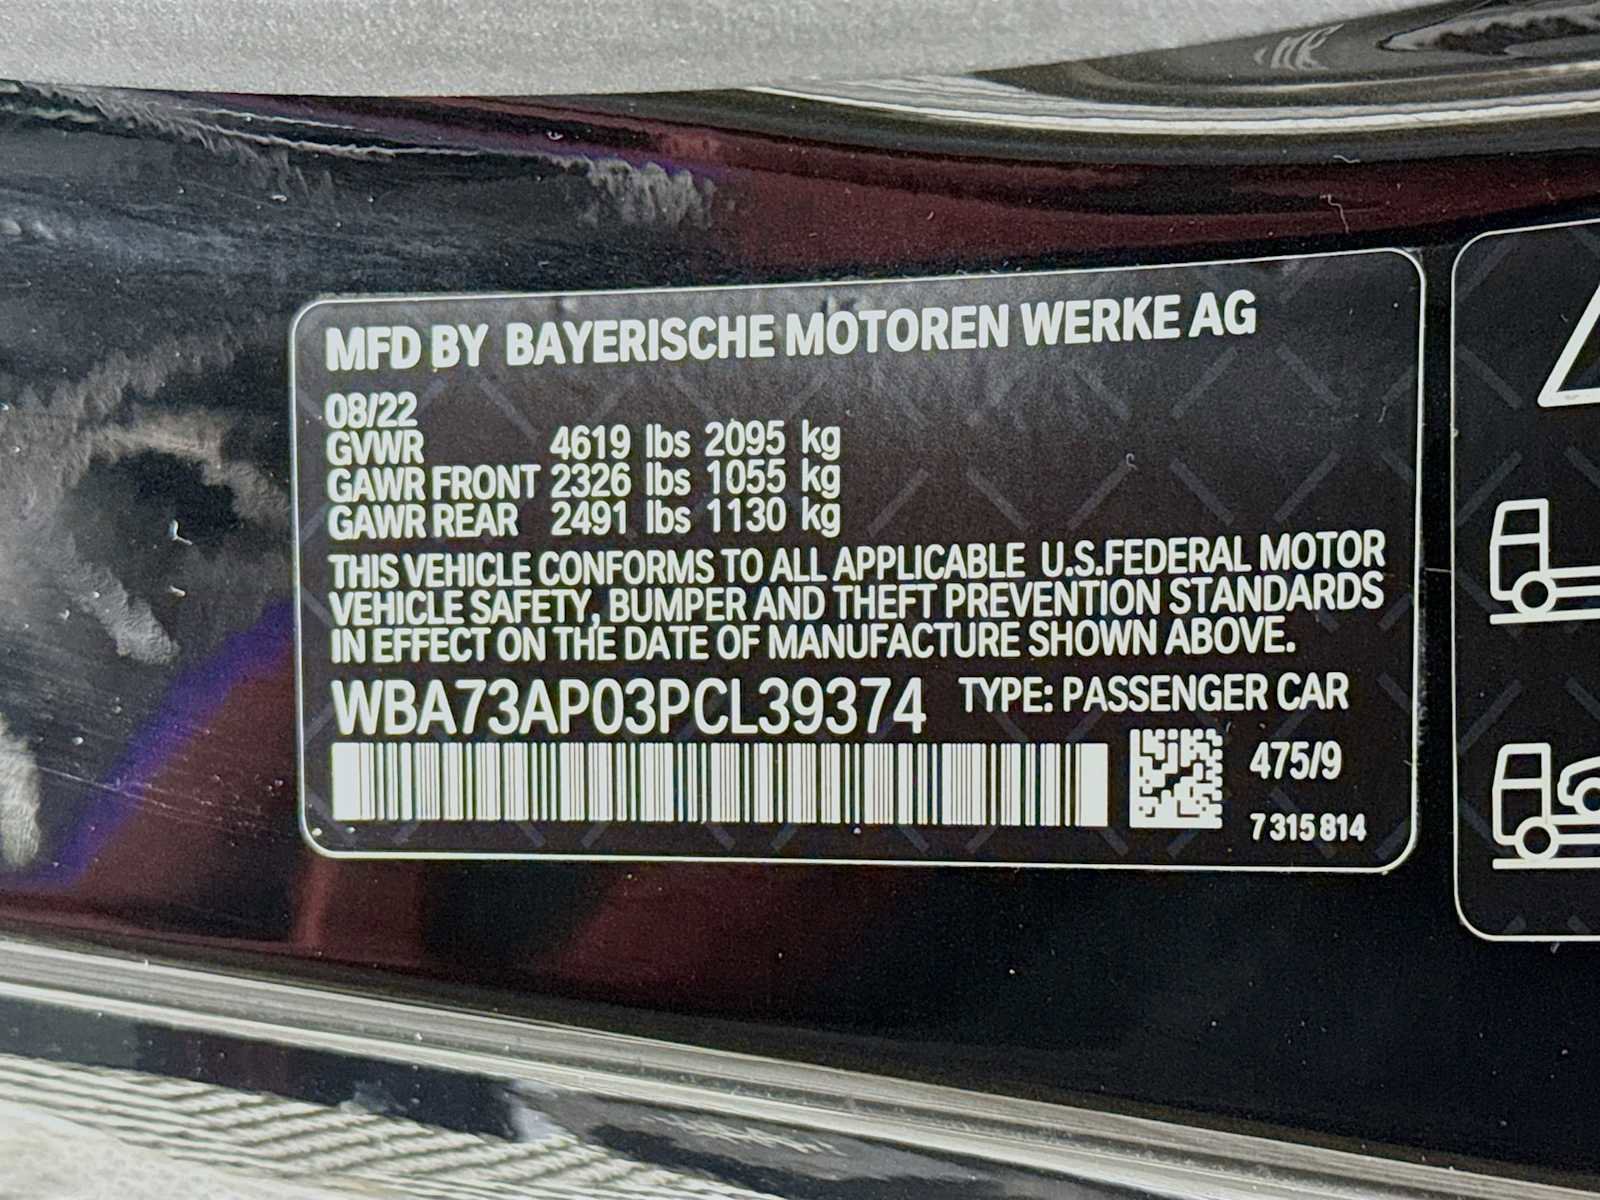 MFD BY BAYERISCHE MOTOREN WERKE AG
08/22
GVWR 4619 lbs 2095 kg
GAWR FRONT 2326 lbs 1055 kg
GAWR REAR 2491 lbs 1130 kg
THIS VEHICLE CONFORMS TO ALL APPLICABLE U.S.FEDERAL MOTOR
VEHICLE SAFETY, BUMPER AND THEFT PREVENTION STANDARDS
IN EFFECT ON THE DATE OF MANUFACTURE SHOWN ABOVE.
WBA73AP03PCL39374 TYPE: PASSENGER CAR
475/9
7 315 814